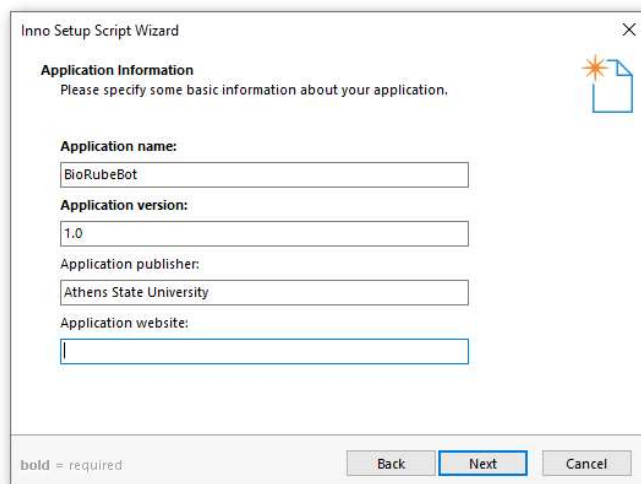 Inno Setup Script Wizard
Application Information
Please specify some basic information about your application.
Application name:
BioRubeBot
Application version:
1.0
Application publisher:
Athens State University
Application website:
bold = required
Back
Next
Cancel